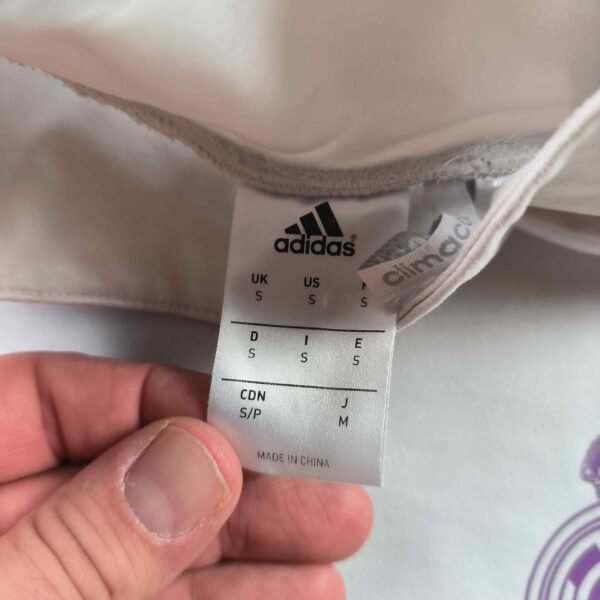 adidas
UK US F
S S S
D I E
S S S
CDN J
S/P M
MADE IN CHINA